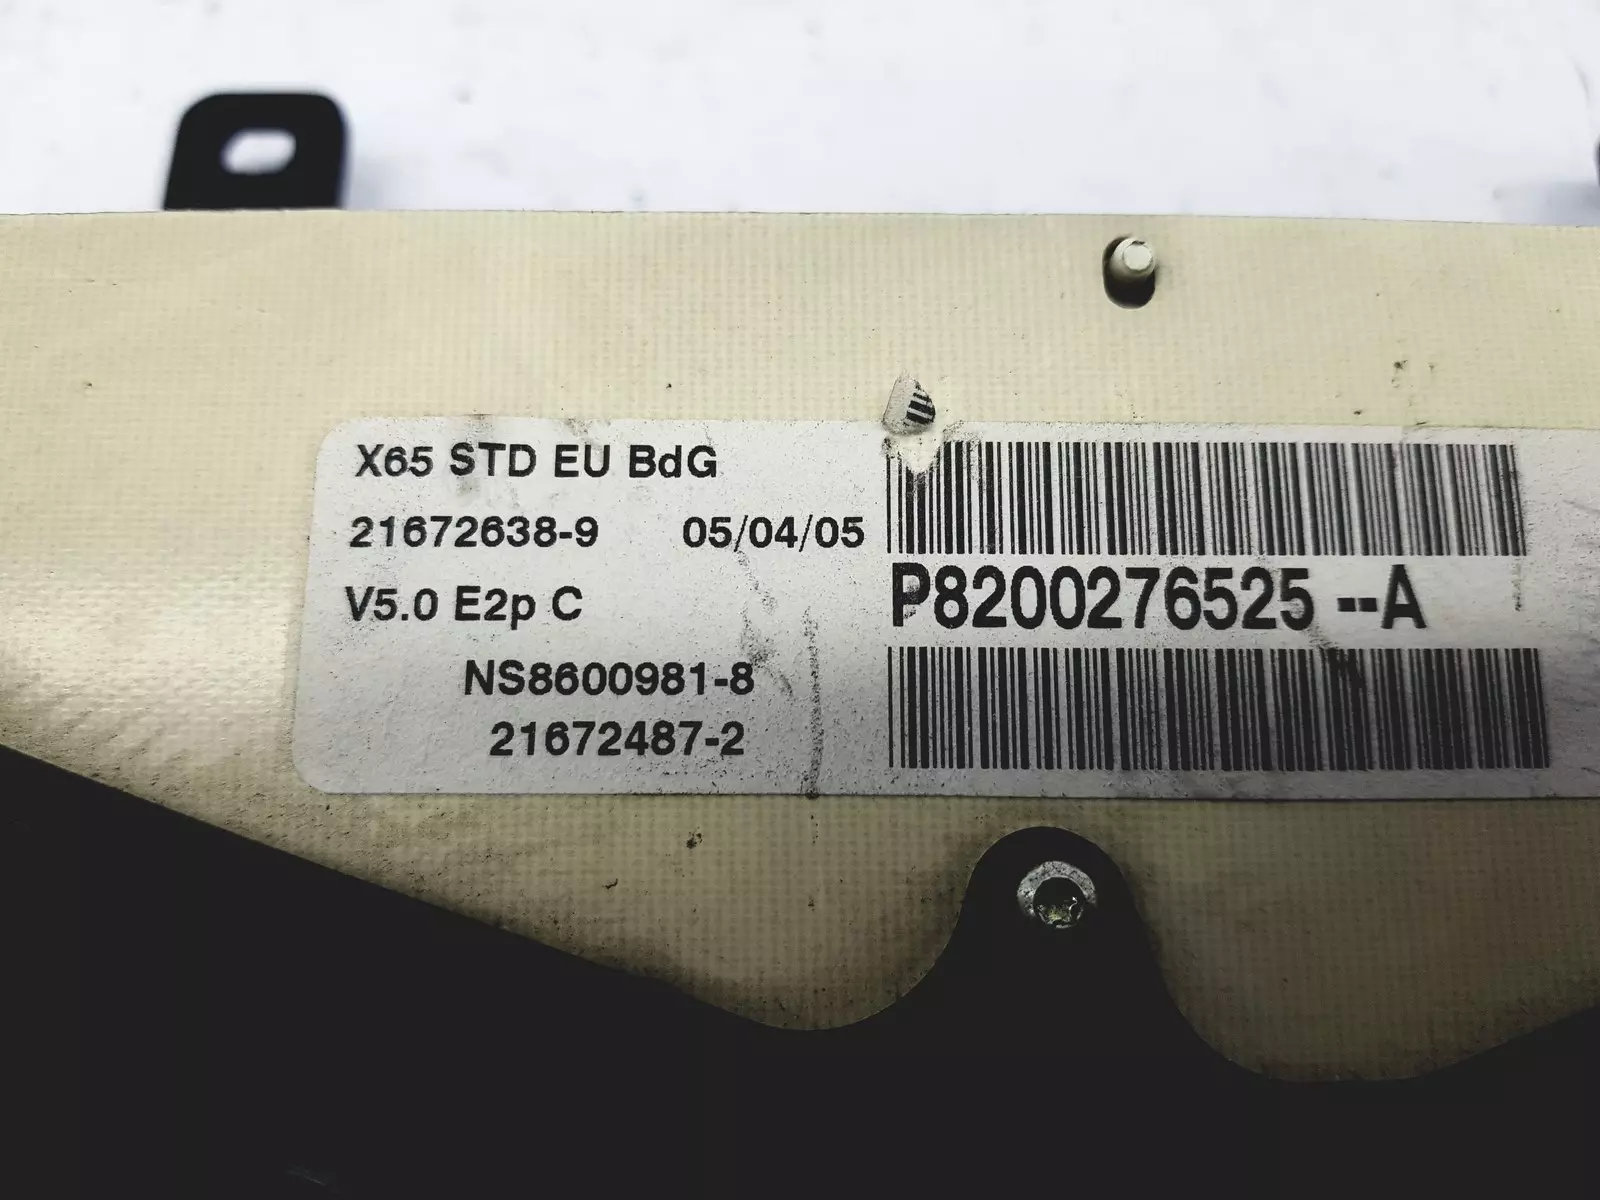 X65 STD EU BdG
21672638-9 05/04/05
V5.0 E2p C
P8200276525 --A
NS8600981-8
21672487-2